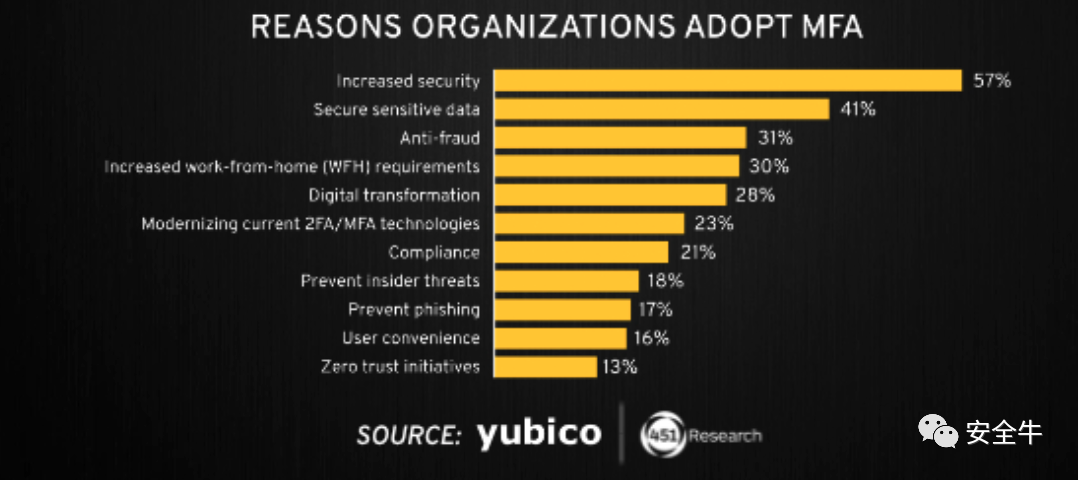 REASONS ORGANIZATIONS ADOPT MFA
Increased security 57%
Secure sensitive data 41%
Anti-fraud 31%
Increased work-from-home (WFH) requirements 30%
Digital transformation 28%
Modernizing current 2FA/MFA technologies 23%
Compliance 21%
Prevent insider threats 18%
Prevent phishing 17%
User convenience 16%
Zero trust initiatives 13%
SOURCE: yubico 451 Research
安全牛